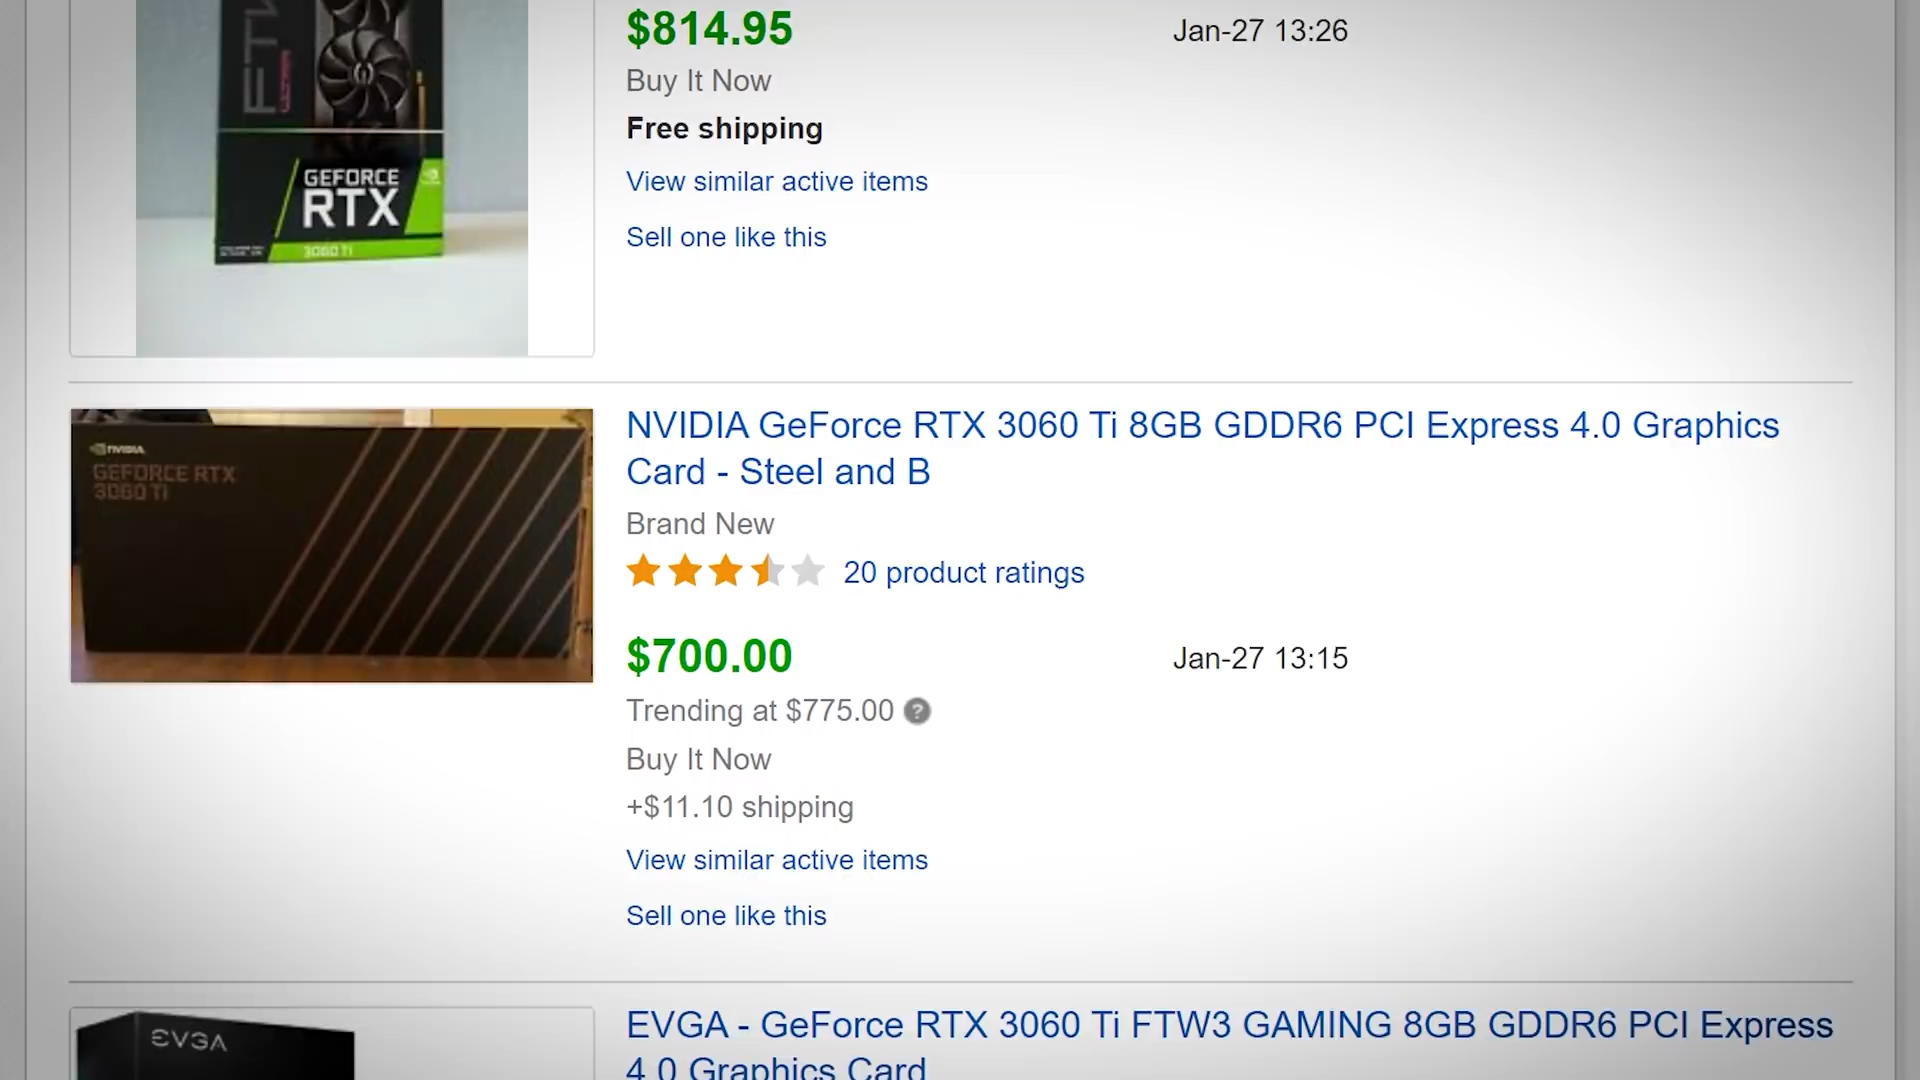 $814.95
Jan-27 13:26
Buy It Now
Free shipping
View similar active items
Sell one like this
GEFORCE
RTX
3060 Ti
NVIDIA GeForce RTX 3060 Ti 8GB GDDR6 PCI Express 4.0 Graphics
Card - Steel and B
Brand New
20 product ratings
$700.00
Jan-27 13:15
Trending at $775.00 ?
Buy It Now
+$11.10 shipping
View similar active items
Sell one like this
NVIDIA
GEFORCE RTX
3060 Ti
EVGA - GeForce RTX 3060 Ti FTW3 GAMING 8GB GDDR6 PCI Express
4.0 Graphics Card
EVGA